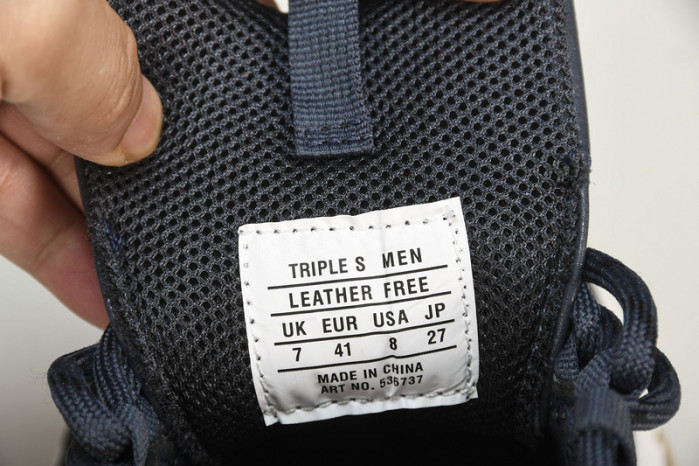 TRIPLE S MEN
LEATHER FREE
UK EUR USA JP
7 41 8 27
MADE IN CHINA
ART NO. 536737